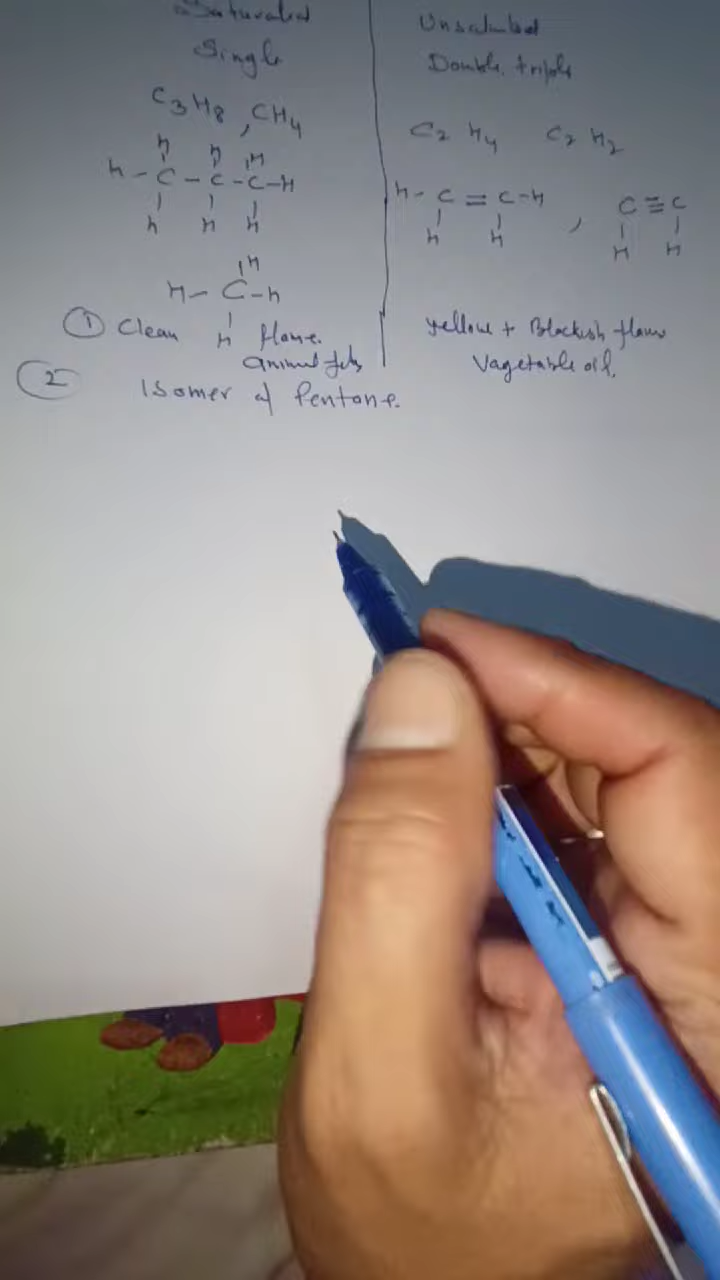 Saturated Unsaturated
Single Double, triple
C3H8, CH4 C2H4 C2H2
H H H
H-C-C-C-H H-C=C-H , C≡C
H H H H H H H
H
H-C-H
① Clean H flame. yellow + Blackish flame
animal fats Vagetable oil.
② Isomer of Pentane.